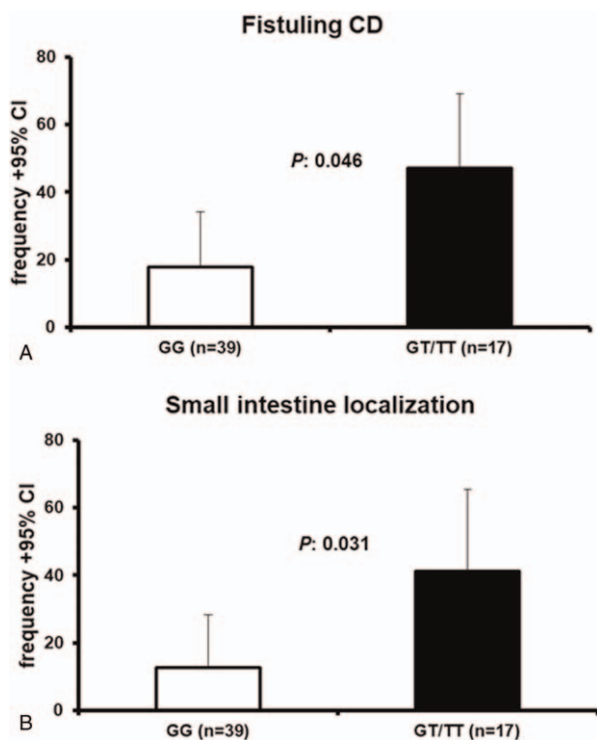 Fistuling CD
frequency +95% CI
80
60
40
20
0
P: 0.046
GG (n=39)
GT/TT (n=17)
A
Small intestine localization
frequency +95% CI
80
60
40
20
0
P: 0.031
GG (n=39)
GT/TT (n=17)
B